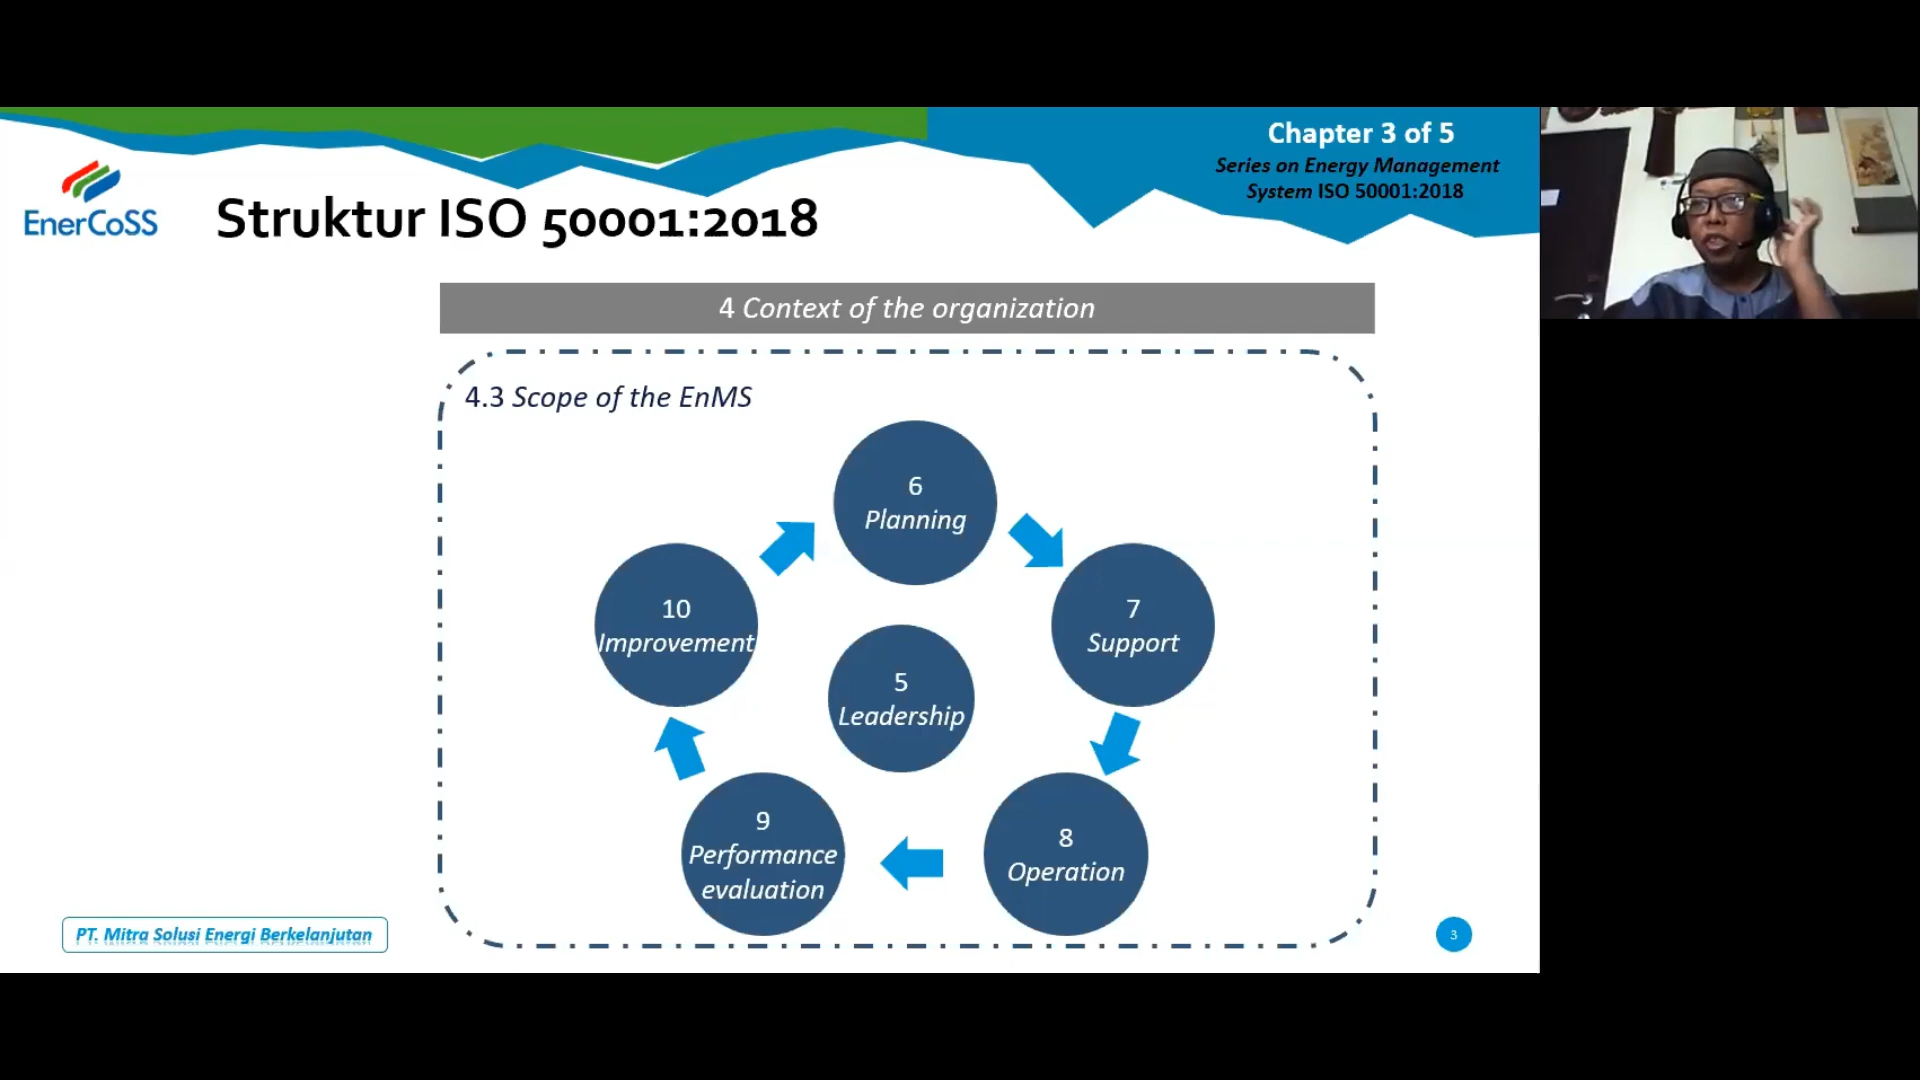 Chapter 3 of 5
Series on Energy Management
System ISO 50001:2018
EnerCoSS
Struktur ISO 50001:2018
4 Context of the organization
4.3 Scope of the EnMS
6
Planning
7
Support
8
Operation
9
Performance
evaluation
10
Improvement
5
Leadership
PT. Mitra Solusi Energi Berkelanjutan
3